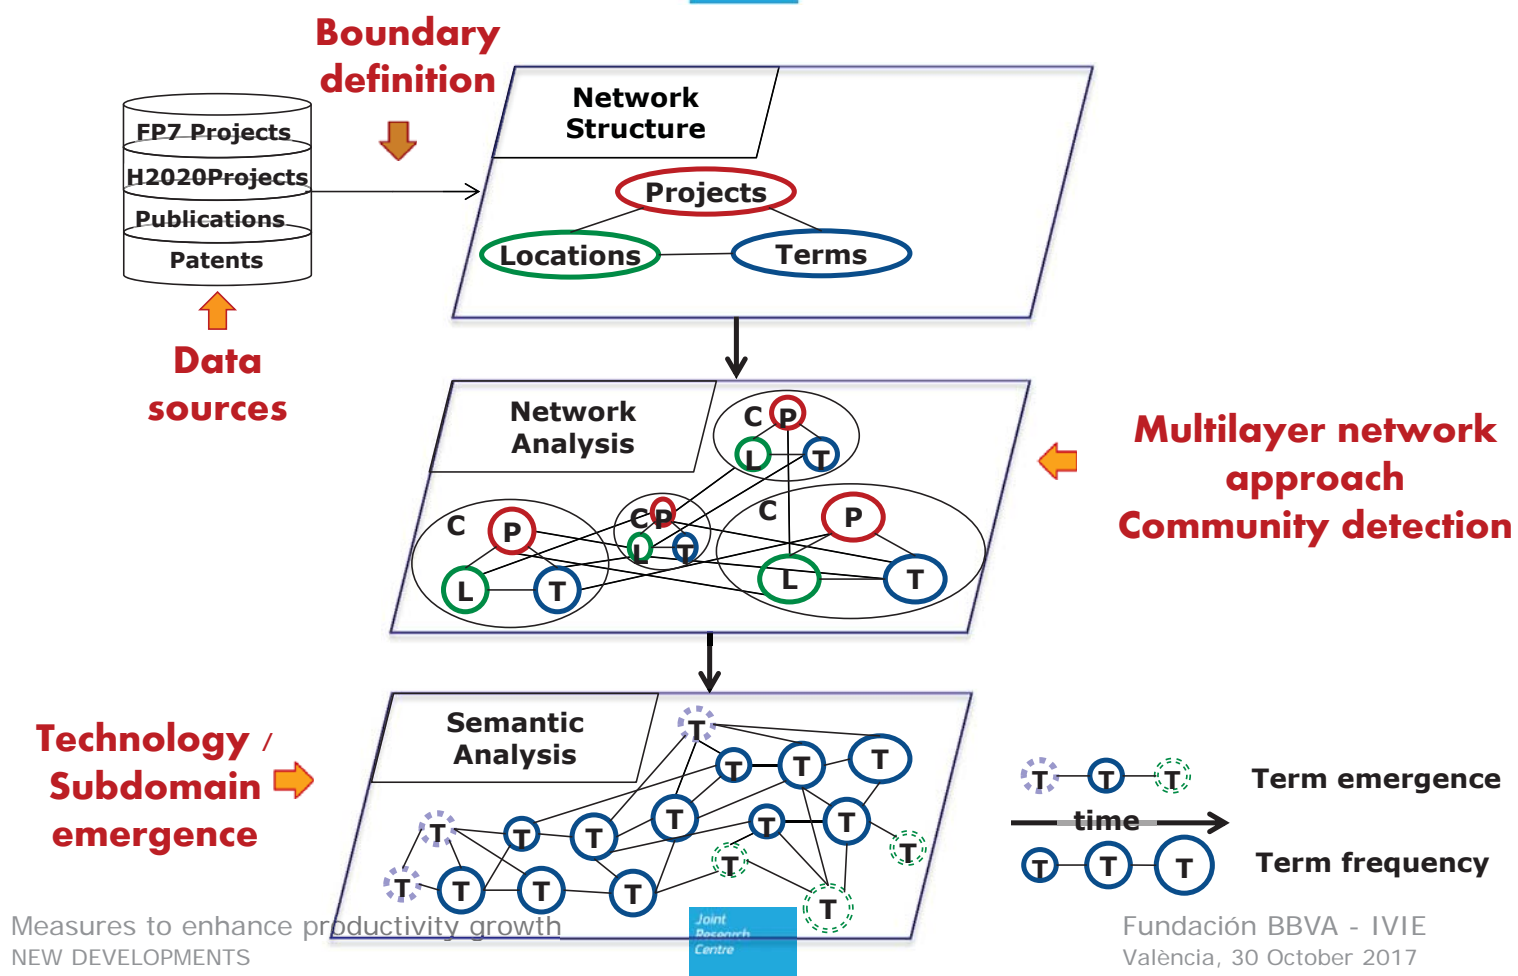 Boundary
definition
FP7 Projects
H2020Projects
Publications
Patents
Data
sources
Network
Structure
Projects
Locations
Terms
Network
Analysis
C P
L T
C P
L T
C P
L T
C P
L T
Multilayer network
approach
Community detection
Technology /
Subdomain
emergence
Semantic
Analysis
T
T T T
T T T
T T T
T T
T T T T
T
T T T
Term emergence
time
T T T
Term frequency
Measures to enhance productivity growth
NEW DEVELOPMENTS
Joint
Research
Centre
Fundación BBVA - IVIE
València, 30 October 2017